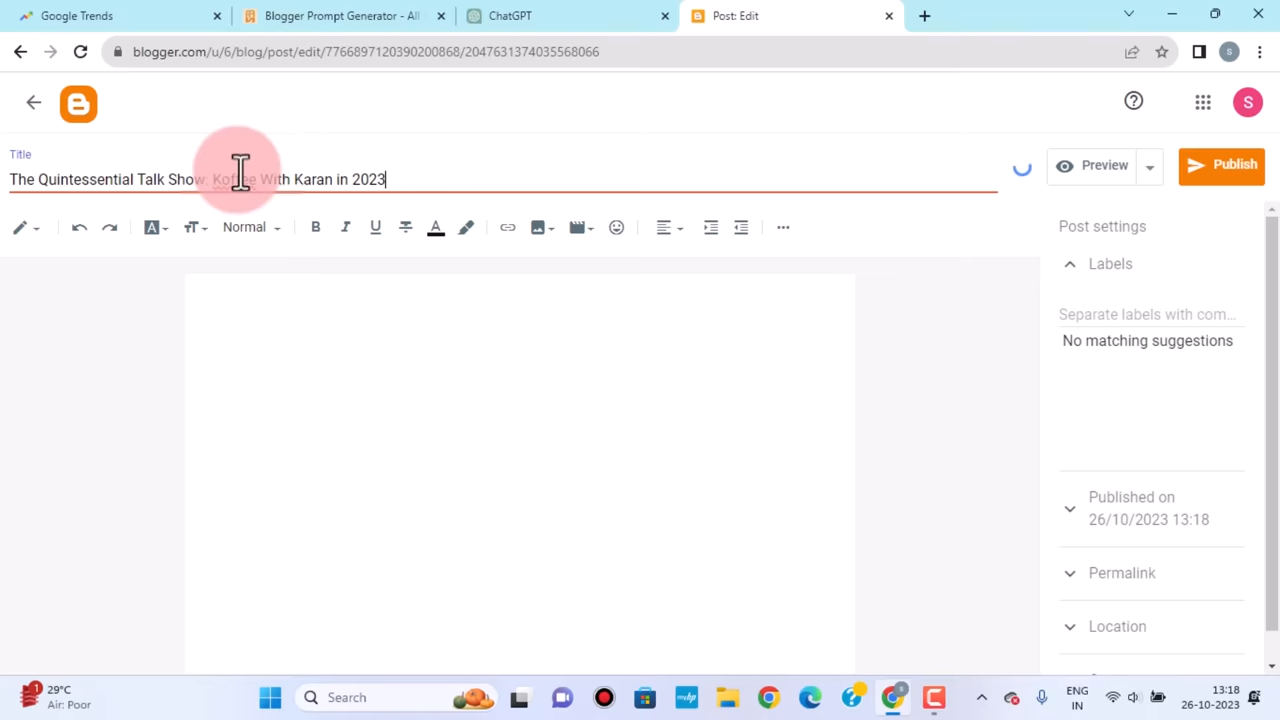 Google Trends
Blogger Prompt Generator - All
ChatGPT
Post: Edit
blogger.com/u/6/blog/post/edit/7766897120390200868/2047631374035568066
S
S
Title
The Quintessential Talk Show: Koffee With Karan in 2023
Preview
Publish
Normal
Post settings
Labels
Separate labels with com...
No matching suggestions
Published on
26/10/2023 13:18
Permalink
Location
1
29°C
Air: Poor
Search
myhp
S
ENG
IN
13:18
26-10-2023